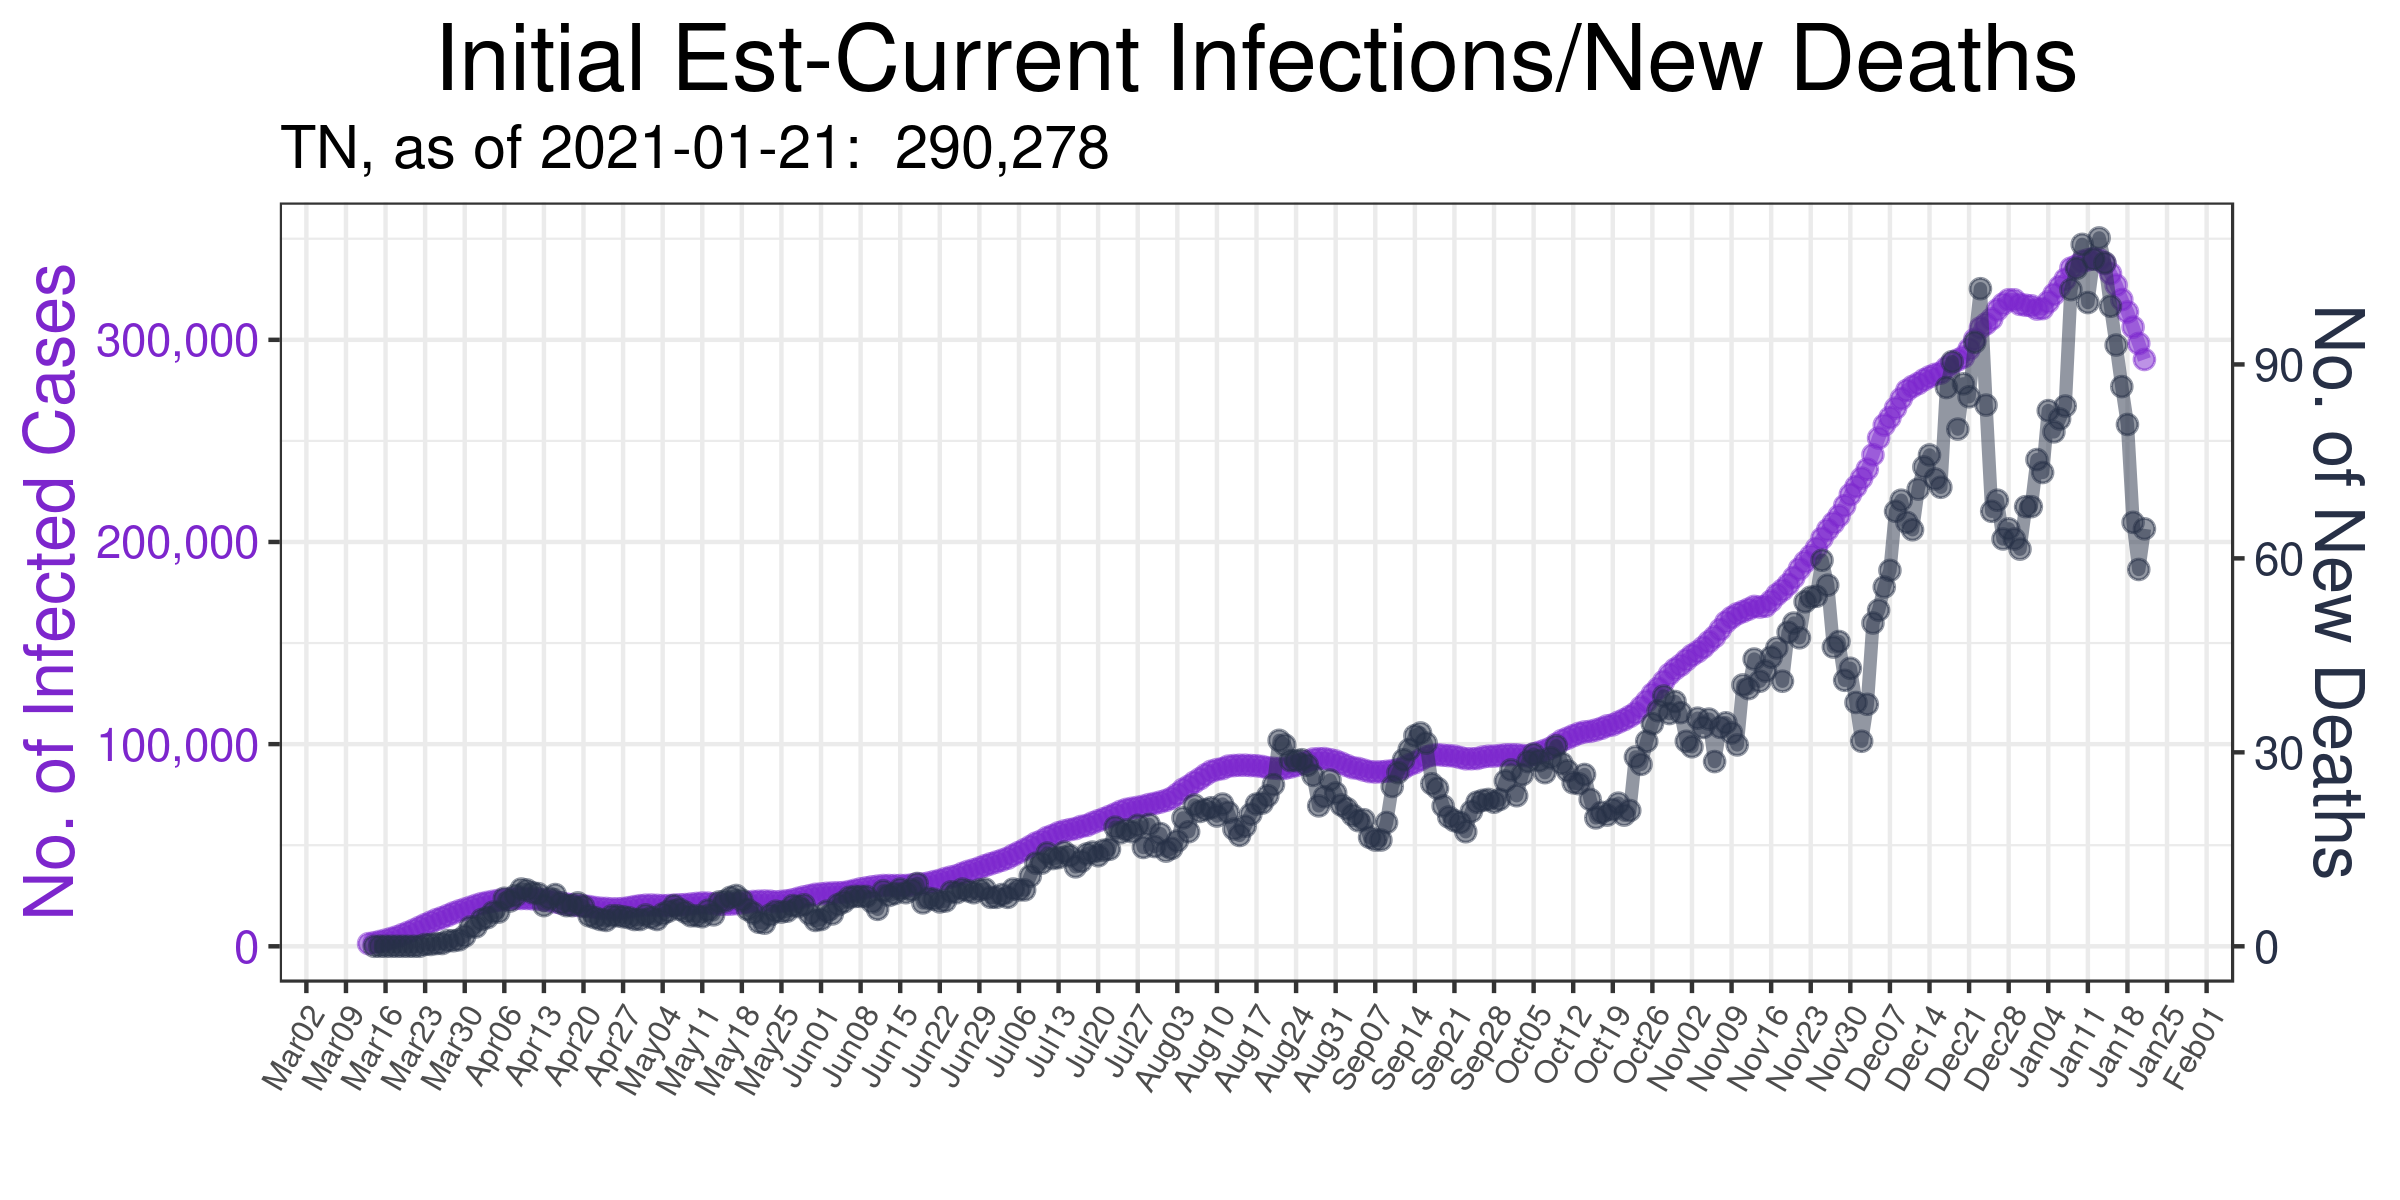 Initial Est-Current Infections/New Deaths
TN, as of 2021-01-21:  290,278
No. of Infected Cases
300,000
200,000
100,000
0
90
60
30
0
No. of New Deaths
Mar02
Mar09
Mar16
Mar23
Mar30
Apr06
Apr13
Apr20
Apr27
May04
May11
May18
May25
Jun01
Jun08
Jun15
Jun22
Jun29
Jul06
Jul13
Jul20
Jul27
Aug03
Aug10
Aug17
Aug24
Aug31
Sep07
Sep14
Sep21
Sep28
Oct05
Oct12
Oct19
Oct26
Nov02
Nov09
Nov16
Nov23
Nov30
Dec07
Dec14
Dec21
Dec28
Jan04
Jan11
Jan18
Jan25
Feb01